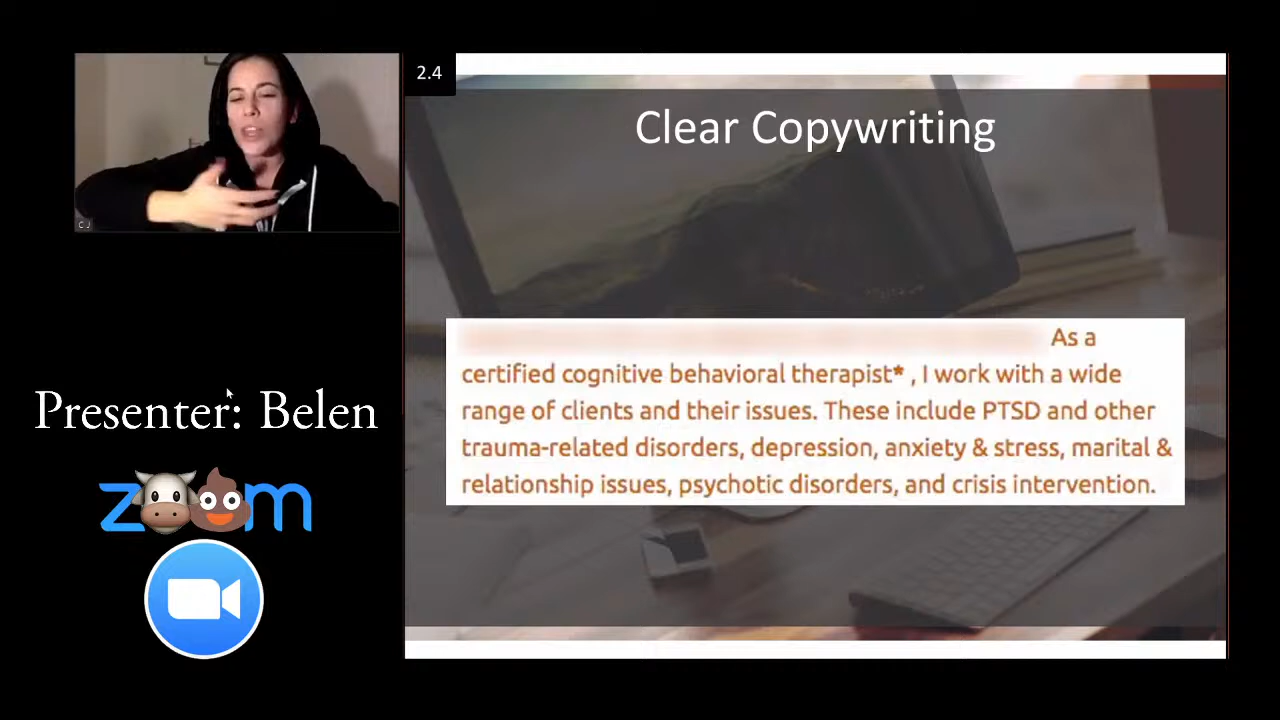 2.4
Clear Copywriting
As a
certified cognitive behavioral therapist* , I work with a wide
range of clients and their issues. These include PTSD and other
trauma-related disorders, depression, anxiety & stress, marital &
relationship issues, psychotic disorders, and crisis intervention.
C J
Presenter: Belen
z🐮💩m